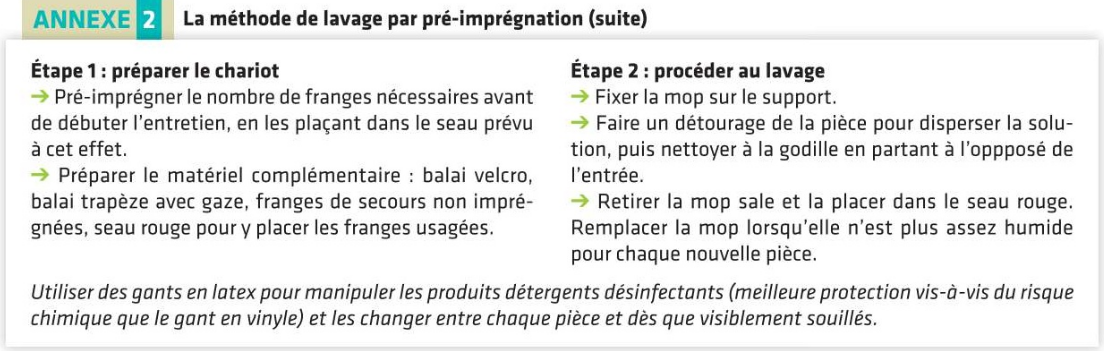 ANNEXE 2 La méthode de lavage par pré-imprégnation (suite)
Étape 1 : préparer le chariot
→ Pré-imprégner le nombre de franges nécessaires avant
de débuter l'entretien, en les plaçant dans le seau prévu
à cet effet.
→ Préparer le matériel complémentaire : balai velcro,
balai trapèze avec gaze, franges de secours non impré-
gnées, seau rouge pour y placer les franges usagées.
Étape 2 : procéder au lavage
→ Fixer la mop sur le support.
→ Faire un détourage de la pièce pour disperser la solu-
tion, puis nettoyer à la godille en partant à l'oppposé de
l'entrée.
→ Retirer la mop sale et la placer dans le seau rouge.
Remplacer la mop lorsqu'elle n'est plus assez humide
pour chaque nouvelle pièce.
Utiliser des gants en latex pour manipuler les produits détergents désinfectants (meilleure protection vis-à-vis du risque
chimique que le gant en vinyle) et les changer entre chaque pièce et dès que visiblement souillés.